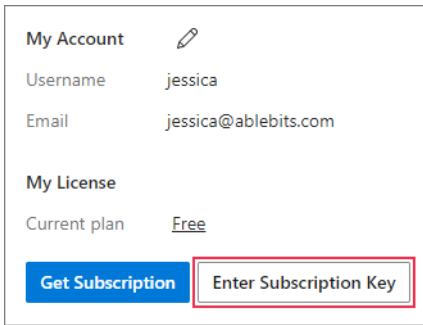 My Account
Username jessica
Email jessica@ablebits.com
My License
Current plan Free
Get Subscription Enter Subscription Key